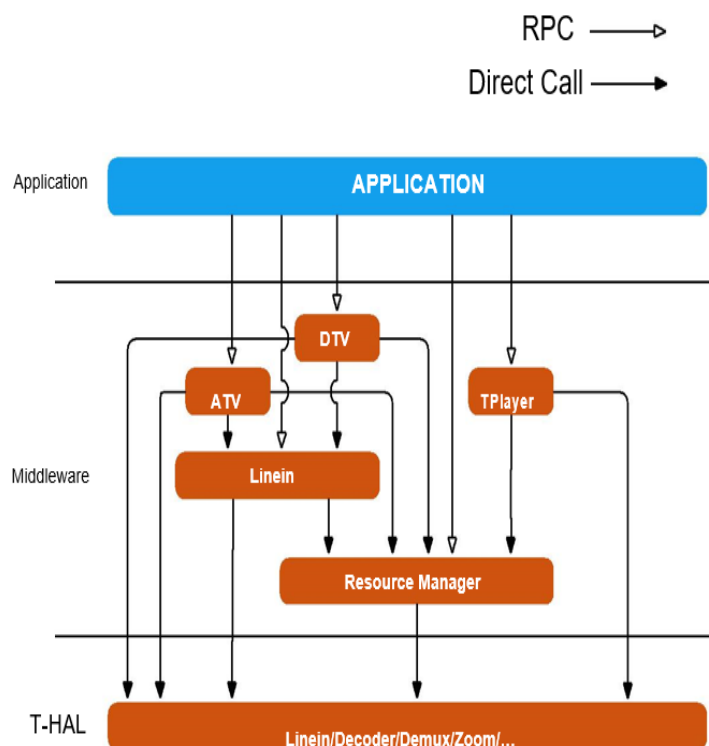 RPC
Direct Call
Application
APPLICATION
DTV
ATV
TPlayer
Linein
Middleware
Resource Manager
T-HAL
Linein/Decoder/Demux/Zoom/...